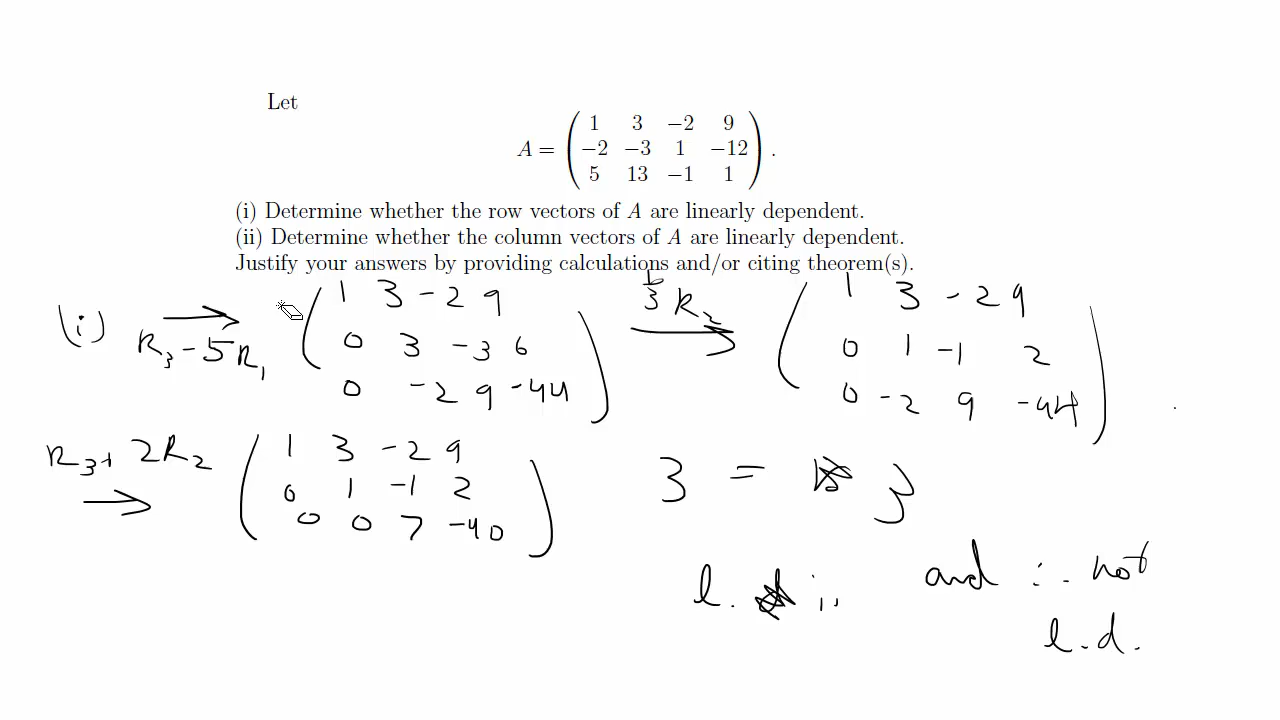 Let
A = ( 1 3 −2 9
−2 −3 1 −12
5 13 −1 1 ) .
(i) Determine whether the row vectors of A are linearly dependent.
(ii) Determine whether the column vectors of A are linearly dependent.
Justify your answers by providing calculations and/or citing theorem(s).
(i) → R₃ − 5R₁ ( 1 3 −2 9
0 3 −3 6
0 −2 9 −44 )
1/3 R₂ → ( 1 3 −2 9
0 1 −1 2
0 −2 9 −44 )
R₃ + 2R₂ → ( 1 3 −2 9
0 1 −1 2
0 0 7 −40 )
3 = 3
l. i.
and ∴ not
l.d.